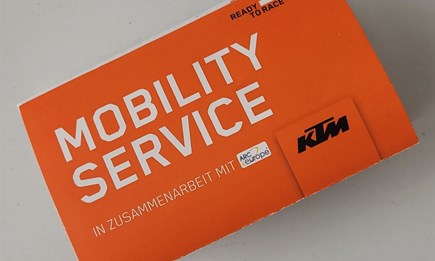 READY
TO RACE
MOBILITY
SERVICE
IN ZUSAMMENARBEIT MIT ARC europe
KTM